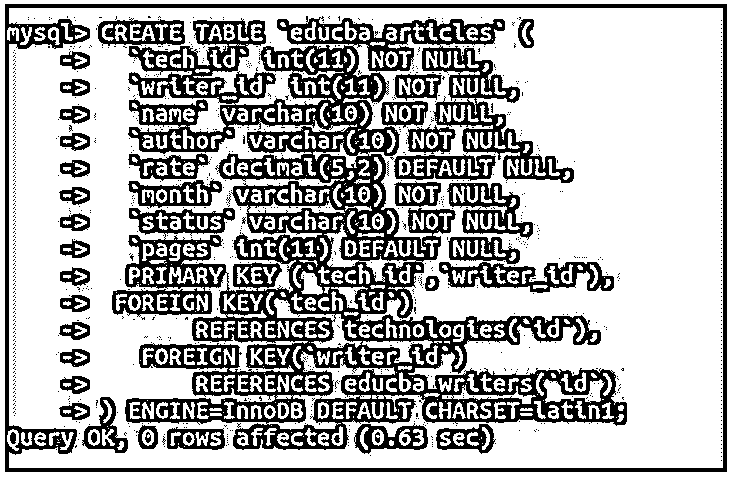 mysql> CREATE TABLE `educba_articles` (
-> `tech_id` int(11) NOT NULL,
-> `writer_id` int(11) NOT NULL,
-> `name` varchar(10) NOT NULL,
-> `author` varchar(10) NOT NULL,
-> `rate` decimal(5,2) DEFAULT NULL,
-> `month` varchar(10) NOT NULL,
-> `status` varchar(10) NOT NULL,
-> `pages` int(11) DEFAULT NULL,
-> PRIMARY KEY (`tech_id`,`writer_id`),
-> FOREIGN KEY(`tech_id`)
-> REFERENCES technologies(`id`),
-> FOREIGN KEY(`writer_id`)
-> REFERENCES educba_writers(`id`)
-> ) ENGINE=InnoDB DEFAULT CHARSET=latin1;
Query OK, 0 rows affected (0.63 sec)